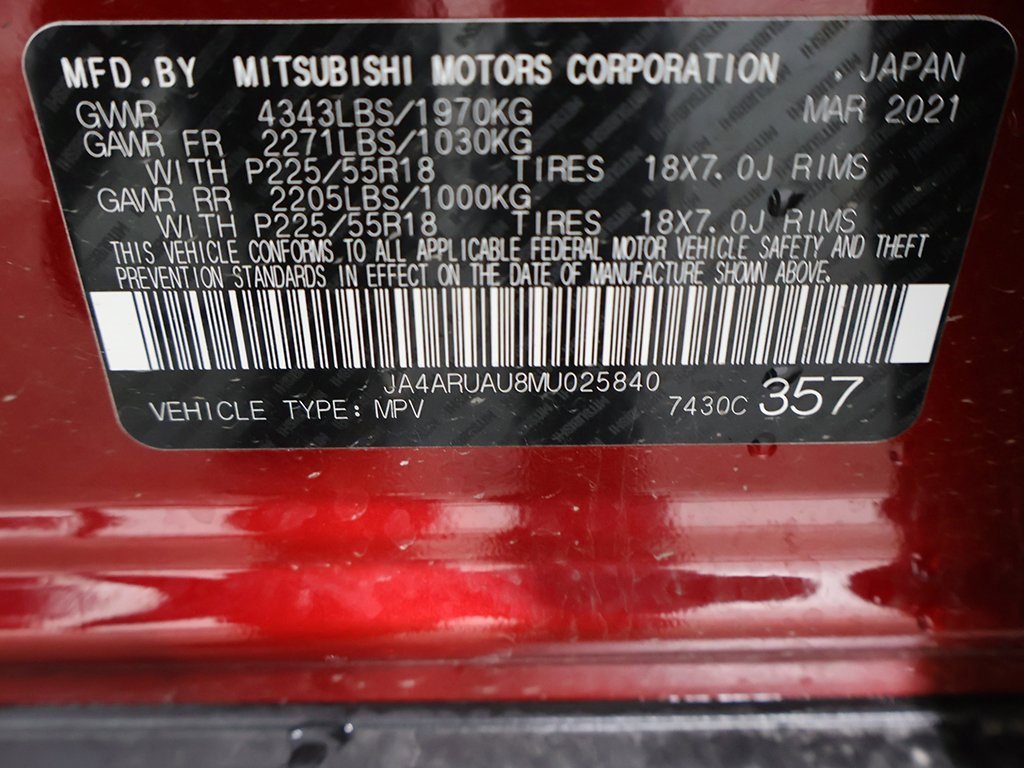 MFD.BY MITSUBISHI MOTORS CORPORATION . JAPAN
GVWR 4343LBS/1970KG MAR 2021
GAWR FR 2271LBS/1030KG
WITH P225/55R18 TIRES 18X7.0J RIMS
GAWR RR 2205LBS/1000KG
WITH P225/55R18 TIRES 18X7.0J RIMS
THIS VEHICLE CONFORMS TO ALL APPLICABLE FEDERAL MOTOR VEHICLE SAFETY AND THEFT
PREVENTION STANDARDS IN EFFECT ON THE DATE OF MANUFACTURE SHOWN ABOVE.
JA4ARUAU8MU025840
VEHICLE TYPE: MPV 7430C 357